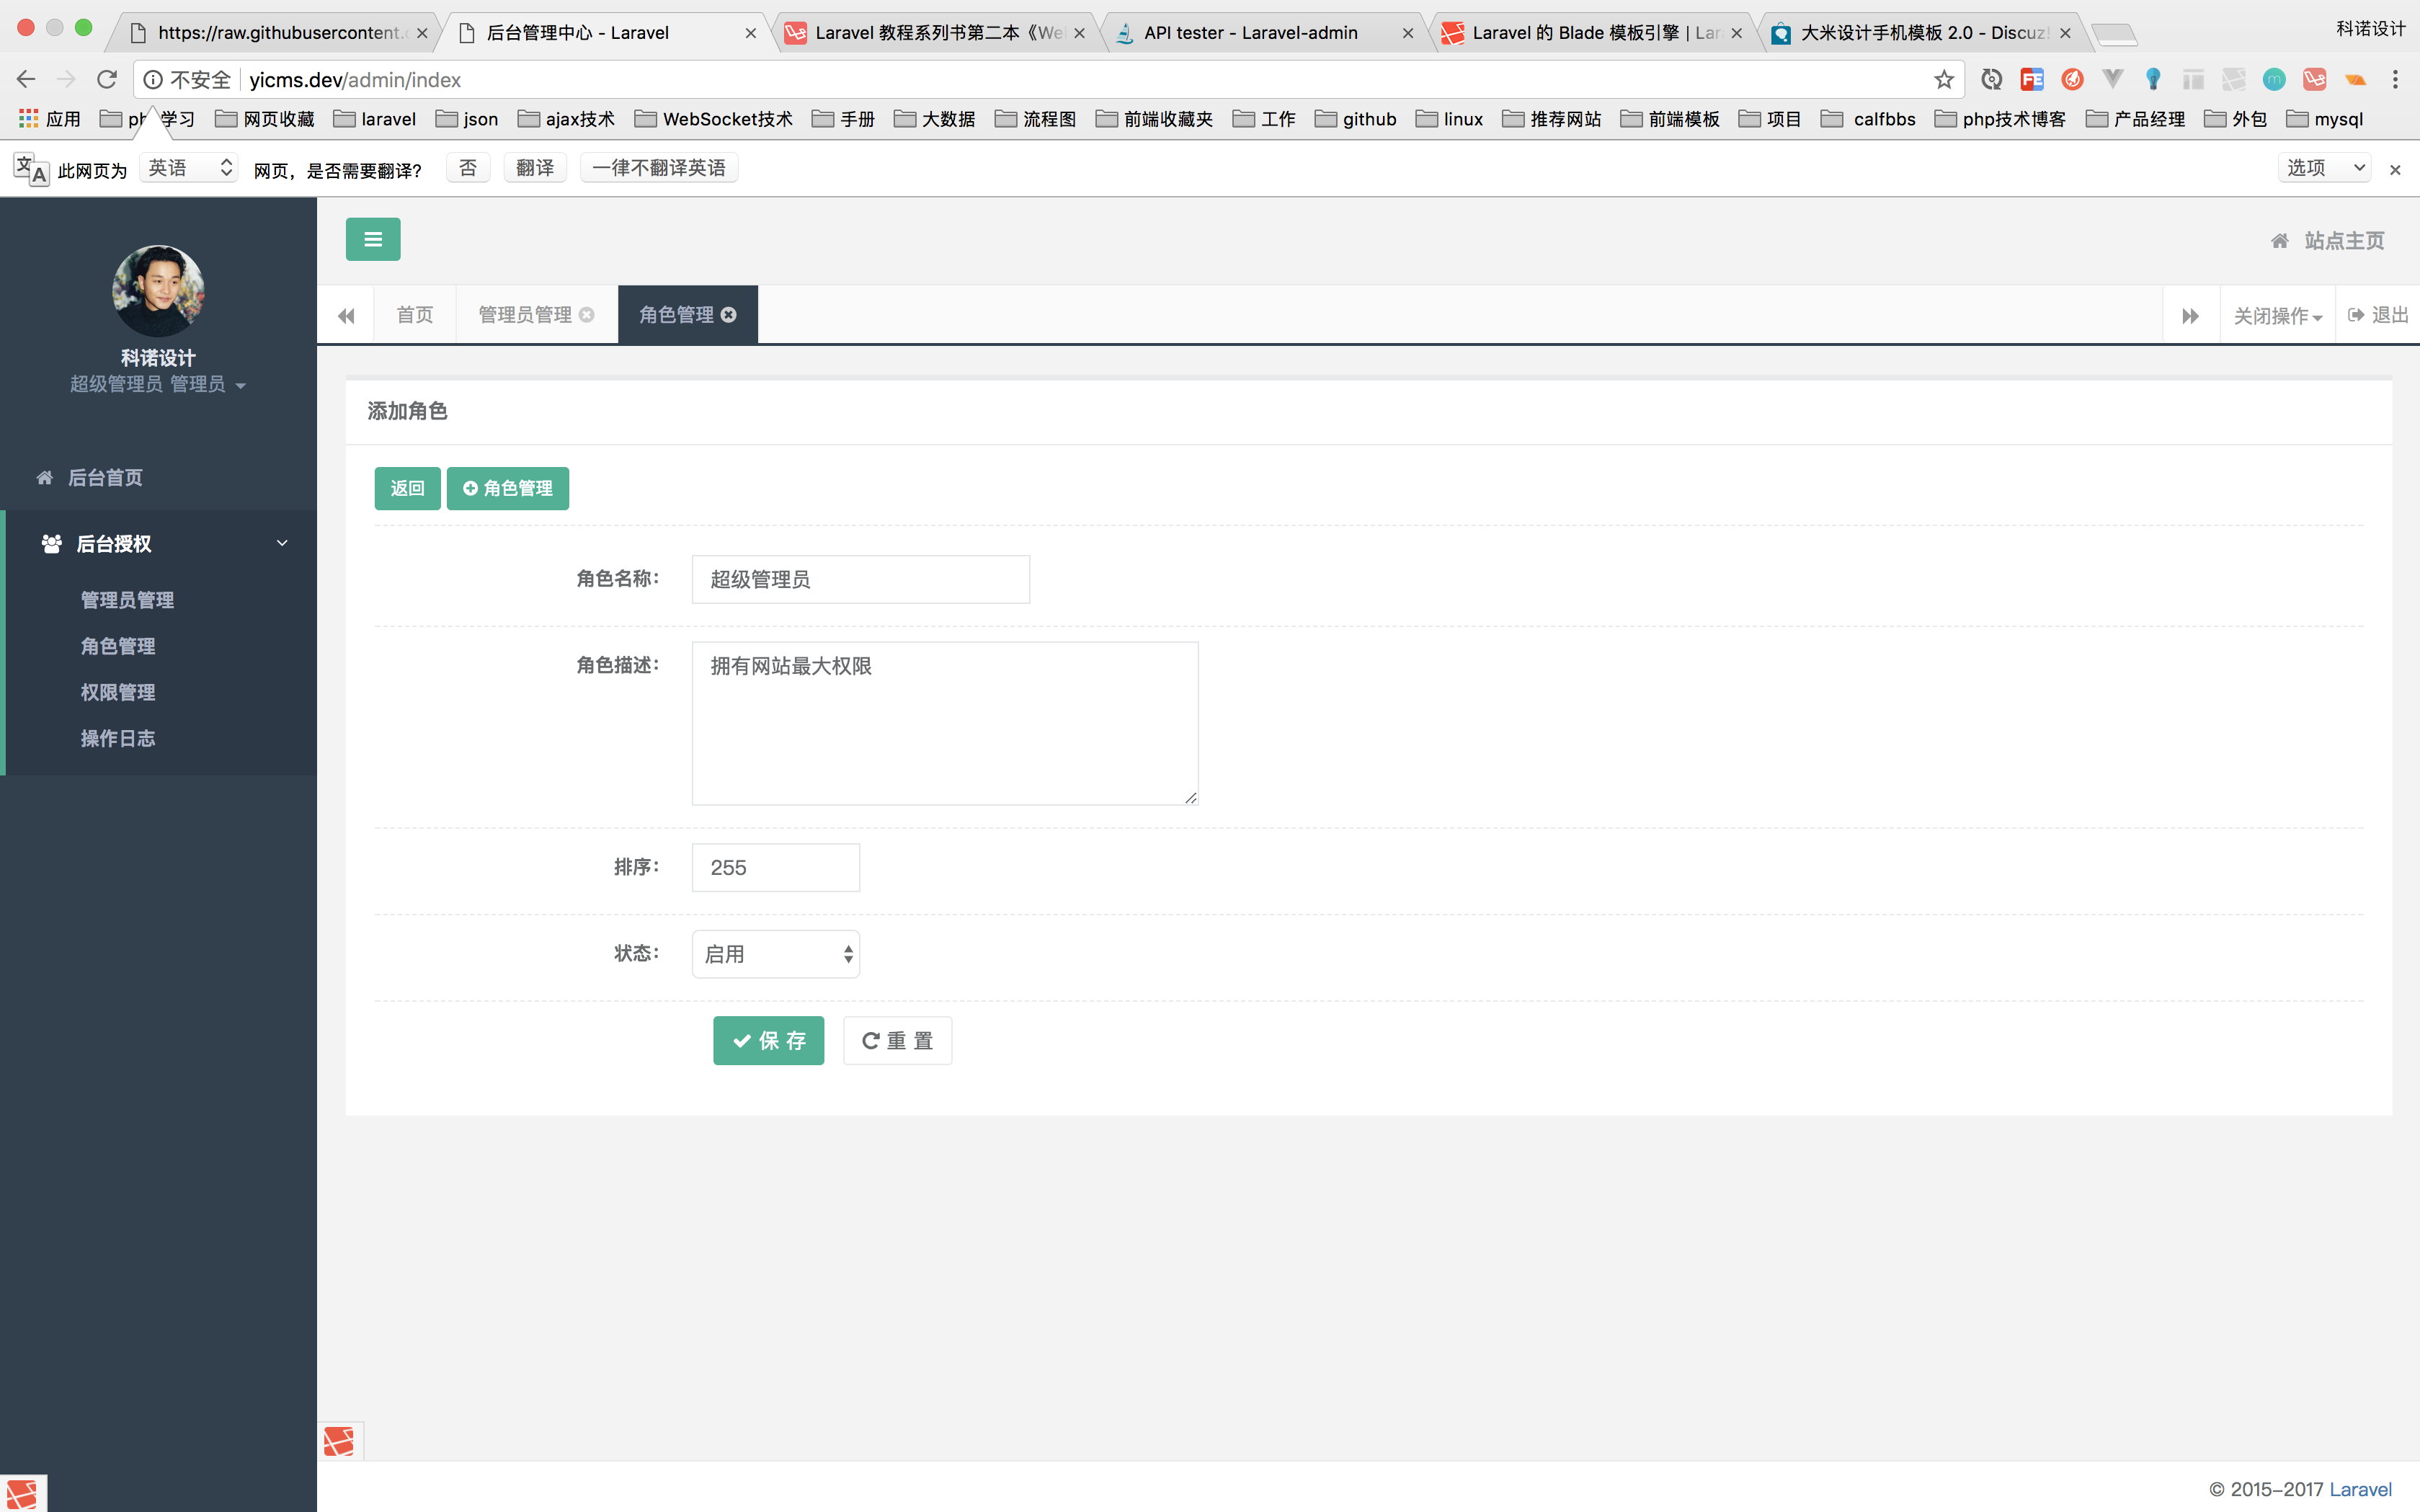 https://raw.githubusercontent.c
后台管理中心 - Laravel
Laravel 教程系列书第二本《We
API tester - Laravel-admin
Laravel 的 Blade 模板引擎 | Lar
大米设计手机模板 2.0 - Discuz!
科诺设计
不安全
yicms.dev/admin/index
应用
ph 学习
网页收藏
laravel
json
ajax技术
WebSocket技术
手册
大数据
流程图
前端收藏夹
工作
github
linux
推荐网站
前端模板
项目
calfbbs
php技术博客
产品经理
外包
mysql
此网页为 英语 网页，是否需要翻译? 否 翻译 一律不翻译英语 选项
站点主页
首页
管理员管理
角色管理
关闭操作
退出
科诺设计
超级管理员 管理员
后台首页
后台授权
管理员管理
角色管理
权限管理
操作日志
添加角色
返回
角色管理
角色名称：
超级管理员
角色描述：
拥有网站最大权限
排序：
255
状态：
启用
保 存
重 置
© 2015-2017 Laravel